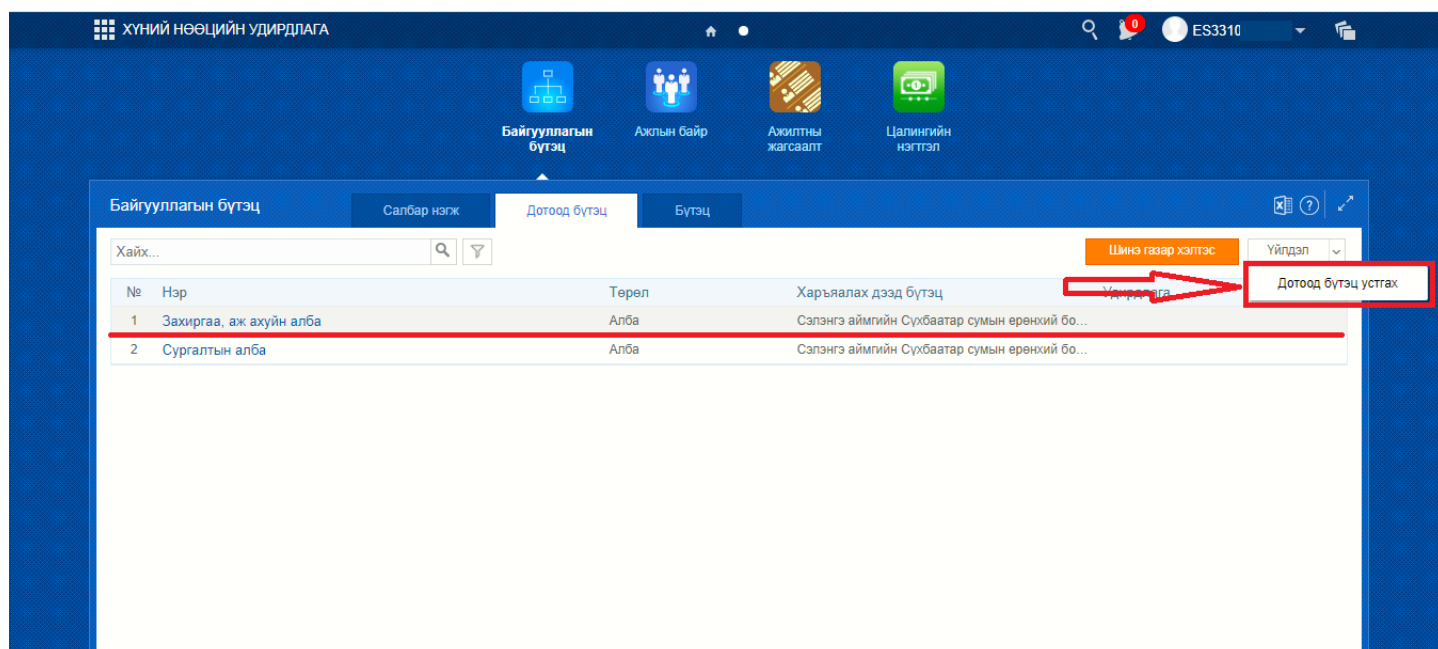 ХҮНИЙ НӨӨЦИЙН УДИРДЛАГА
0
ES3310
Байгууллагын бүтэц
Ажлын байр
Ажилтны жагсаалт
Цалингийн нэгтгэл
Байгууллагын бүтэц
Салбар нэгж
Дотоод бүтэц
Бүтэц
Хайх...
Шинэ газар хэлтэс
Үйлдэл
Дотоод бүтэц устгах
№ Нэр Төрөл Харъяалах дээд бүтэц Удирдлага
1 Захиргаа, аж ахуйн алба Алба Сэлэнгэ аймгийн Сүхбаатар сумын ерөнхий бо...
2 Сургалтын алба Алба Сэлэнгэ аймгийн Сүхбаатар сумын ерөнхий бо...